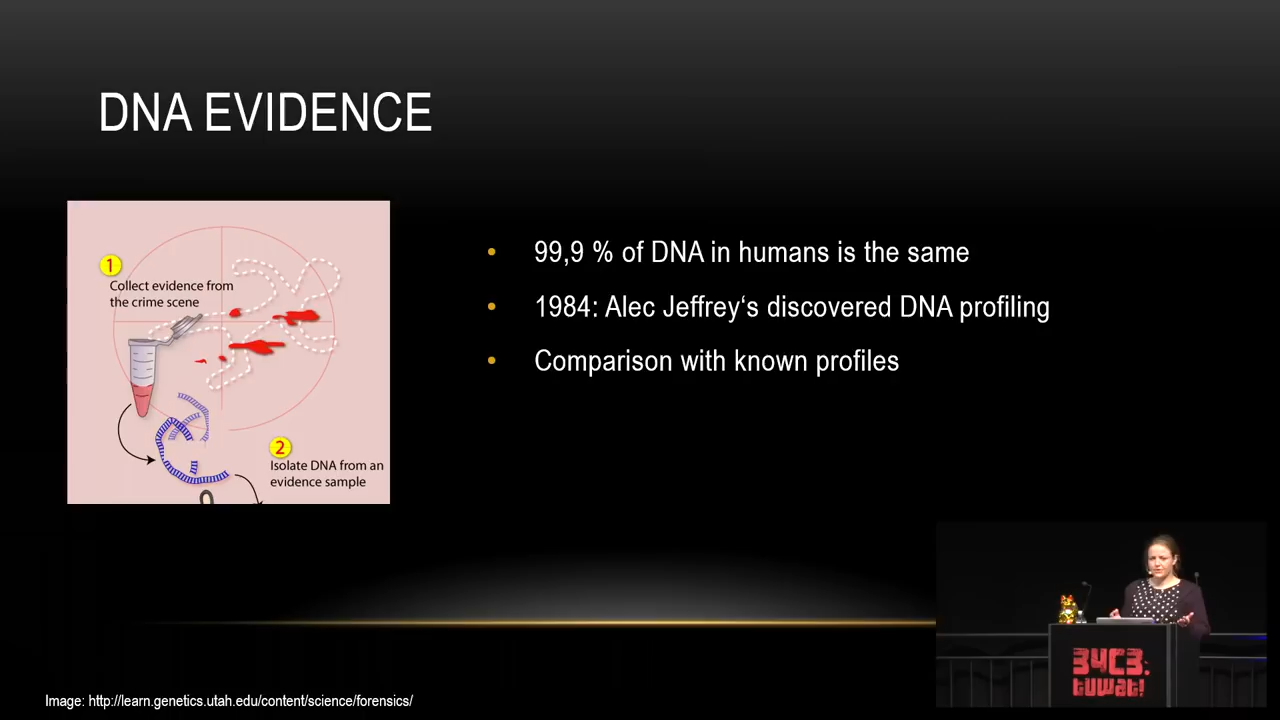 DNA EVIDENCE
1
Collect evidence from
the crime scene
2
Isolate DNA from an
evidence sample
• 99,9 % of DNA in humans is the same
• 1984: Alec Jeffrey‘s discovered DNA profiling
• Comparison with known profiles
34C3.
tuwat!
Image: http://learn.genetics.utah.edu/content/science/forensics/